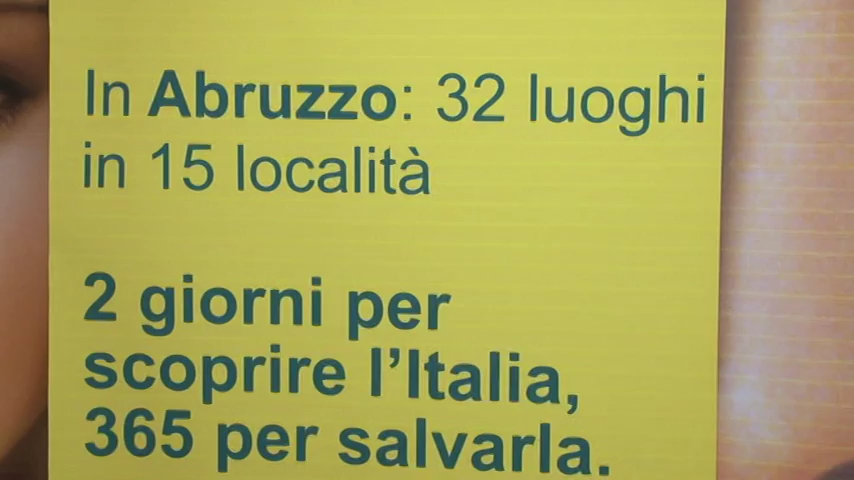 In Abruzzo: 32 luoghi
in 15 località
2 giorni per
scoprire l'Italia,
365 per salvarla.